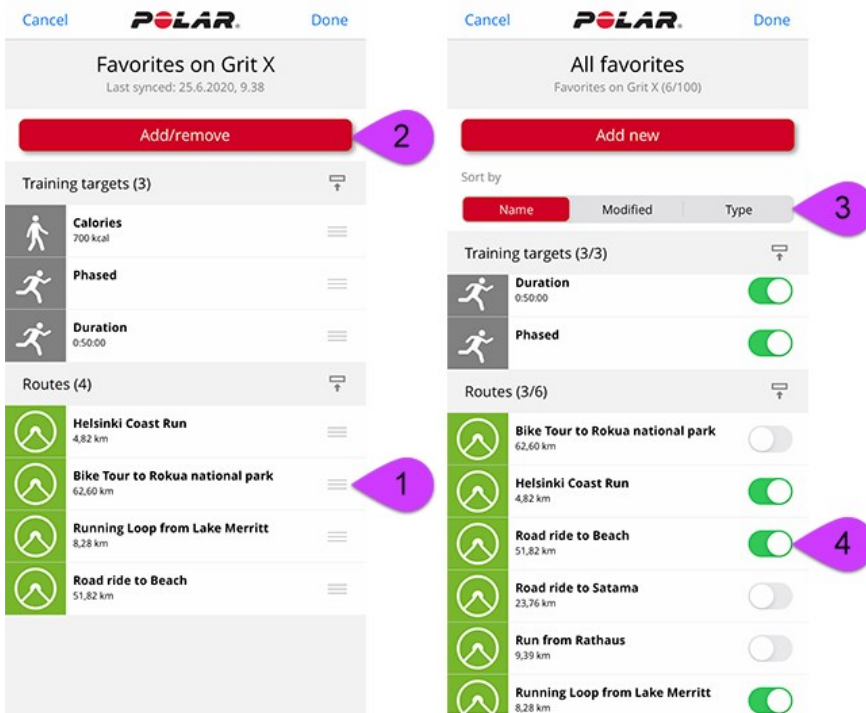 Cancel
POLAR.
Done
Favorites on Grit X
Last synced: 25.6.2020, 9.38
Add/remove
2
Training targets (3)
Calories
700 kcal
Phased
Duration
0:50:00
Routes (4)
Helsinki Coast Run
4,82 km
Bike Tour to Rokua national park
62,60 km
1
Running Loop from Lake Merritt
8,28 km
Road ride to Beach
51,82 km
Cancel
POLAR.
Done
All favorites
Favorites on Grit X (6/100)
Add new
Sort by
Name Modified Type
3
Training targets (3/3)
Duration
0:50:00
Phased
Routes (3/6)
Bike Tour to Rokua national park
62,60 km
Helsinki Coast Run
4,82 km
Road ride to Beach
51,82 km
4
Road ride to Satama
23,76 km
Run from Rathaus
9,39 km
Running Loop from Lake Merritt
8,28 km